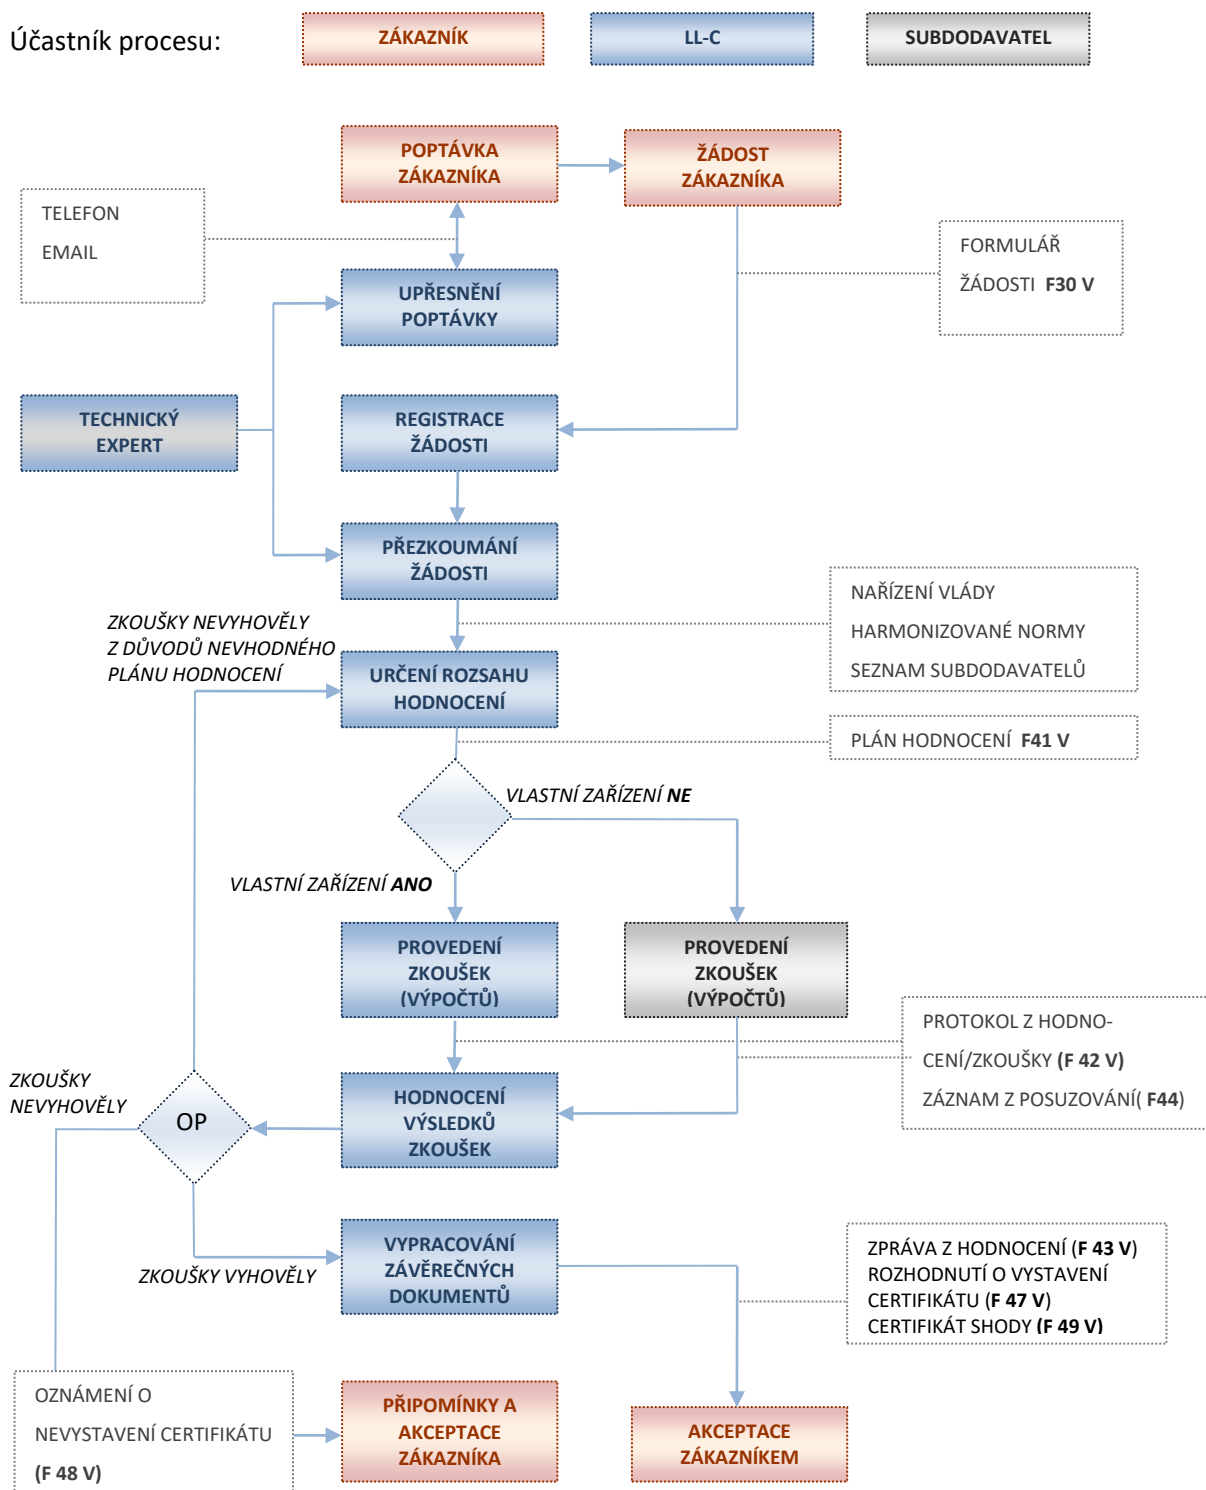 Účastník procesu:
ZÁKAZNÍK
LL-C
SUBDODAVATEL
POPTÁVKA
ZÁKAZNÍKA
ŽÁDOST
ZÁKAZNÍKA
TELEFON
EMAIL
FORMULÁŘ
ŽÁDOSTI F30 V
UPŘESNĚNÍ
POPTÁVKY
TECHNICKÝ
EXPERT
REGISTRACE
ŽÁDOSTI
PŘEZKOUMÁNÍ
ŽÁDOSTI
NAŘÍZENÍ VLÁDY
HARMONIZOVANÉ NORMY
SEZNAM SUBDODAVATELŮ
ZKOUŠKY NEVYHOVĚLY
Z DŮVODŮ NEVHODNÉHO
PLÁNU HODNOCENÍ
URČENÍ ROZSAHU
HODNOCENÍ
PLÁN HODNOCENÍ F41 V
VLASTNÍ ZAŘÍZENÍ NE
VLASTNÍ ZAŘÍZENÍ ANO
PROVEDENÍ
ZKOUŠEK
(VÝPOČTŮ)
PROVEDENÍ
ZKOUŠEK
(VÝPOČTŮ)
PROTOKOL Z HODNO-
CENÍ/ZKOUŠKY (F 42 V)
ZÁZNAM Z POSUZOVÁNÍ( F44)
ZKOUŠKY
NEVYHOVĚLY
OP
HODNOCENÍ
VÝSLEDKŮ
ZKOUŠEK
ZKOUŠKY VYHOVĚLY
VYPRACOVÁNÍ
ZÁVĚREČNÝCH
DOKUMENTŮ
ZPRÁVA Z HODNOCENÍ (F 43 V)
ROZHODNUTÍ O VYSTAVENÍ
CERTIFIKÁTU (F 47 V)
CERTIFIKÁT SHODY (F 49 V)
OZNÁMENÍ O
NEVYSTAVENÍ CERTIFIKÁTU
(F 48 V)
PŘIPOMÍNKY A
AKCEPTACE
ZÁKAZNÍKA
AKCEPTACE
ZÁKAZNÍKEM